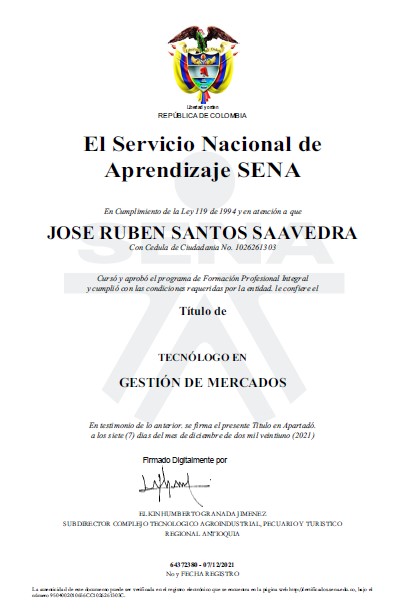 Libertad y orden
REPÚBLICA DE COLOMBIA
El Servicio Nacional de
Aprendizaje SENA
En Cumplimiento de la Ley 119 de 1994 y en atención a que
JOSE RUBEN SANTOS SAAVEDRA
Con Cedula de Ciudadania No. 1026261303
SENA
Cursó y aprobó el programa de Formación Profesional Integral
y cumplió con las condiciones requeridas por la entidad, le confiere el
Título de
TECNÓLOGO EN
GESTIÓN DE MERCADOS
En testimonio de lo anterior, se firma el presente Título en Apartadó,
a los siete (7) días del mes de diciembre de dos mil veintiuno (2021)
Firmado Digitalmente por
ELKIN HUMBERTO GRANADA JIMENEZ
SUBDIRECTOR COMPLEJO TECNOLOGICO AGROINDUSTRIAL, PECUARIO Y TURISTICO
REGIONAL ANTIOQUIA
64372380 - 07/12/2021
No y FECHA REGISTRO
La autenticidad de este documento puede ser verificada en el registro electrónico que se encuentra en la página web http://certificados.sena.edu.co, bajo el
número